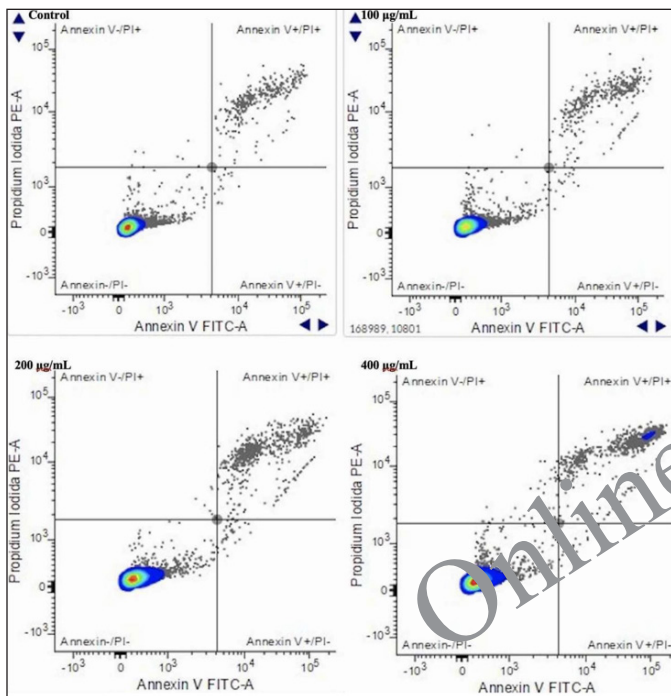 Control
Annexin V-/PI+ Annexin V+/PI+
Propidium Iodida PE-A
10⁵
10⁴
10³
0
-10³
Annexin-/PI- Annexin V+/PI-
-10³ 0 10³ 10⁴ 10⁵
Annexin V FITC-A
100 µg/mL
Annexin V-/PI+ Annexin V+/PI+
Propidium Iodida PE-A
10⁵
10⁴
10³
0
-10³
Annexin-/PI- Annexin V+/PI-
-10³ 0 10³ 10⁴ 10⁵
168989,10801 Annexin V FITC-A
200 µg/mL
Annexin V-/PI+ Annexin V+/PI+
Propidium Iodida PE-A
10⁵
10⁴
10³
0
-10³
Annexin-/PI- Annexin V+/PI-
-10³ 0 10³ 10⁴ 10⁵
Annexin V FITC-A
400 µg/mL
Annexin V-/PI+ Annexin V+/PI+
Propidium Iodida PE-A
10⁵
10⁴
10³
0
-10³
Annexin-/PI- Annexin V+/PI-
-10³ 0 10³ 10⁴ 10⁵
Annexin V FITC-A
Online